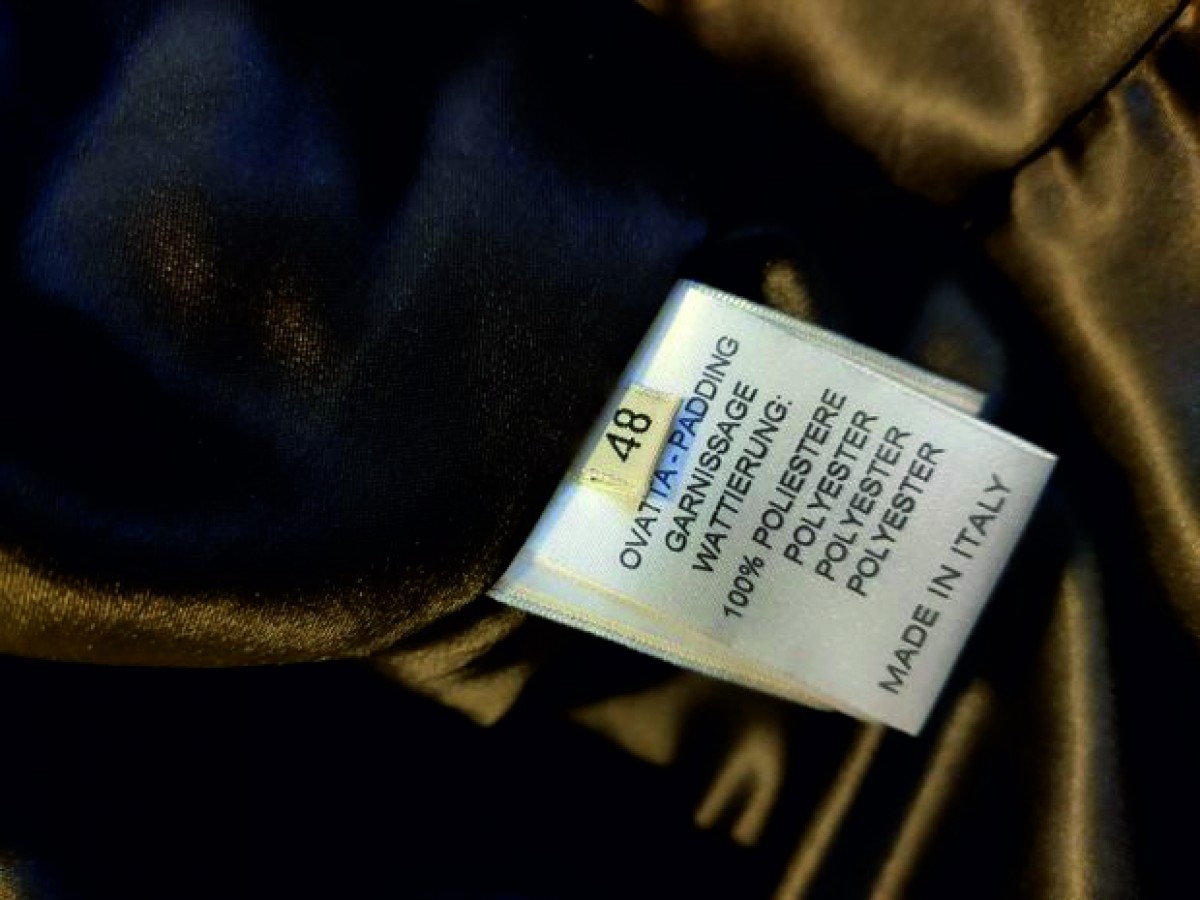 48
OVATTA - PADDING
GARNISSAGE
WATTIERUNG:
100% POLIESTERE
POLYESTER
POLYESTER
POLYESTER
MADE IN ITALY